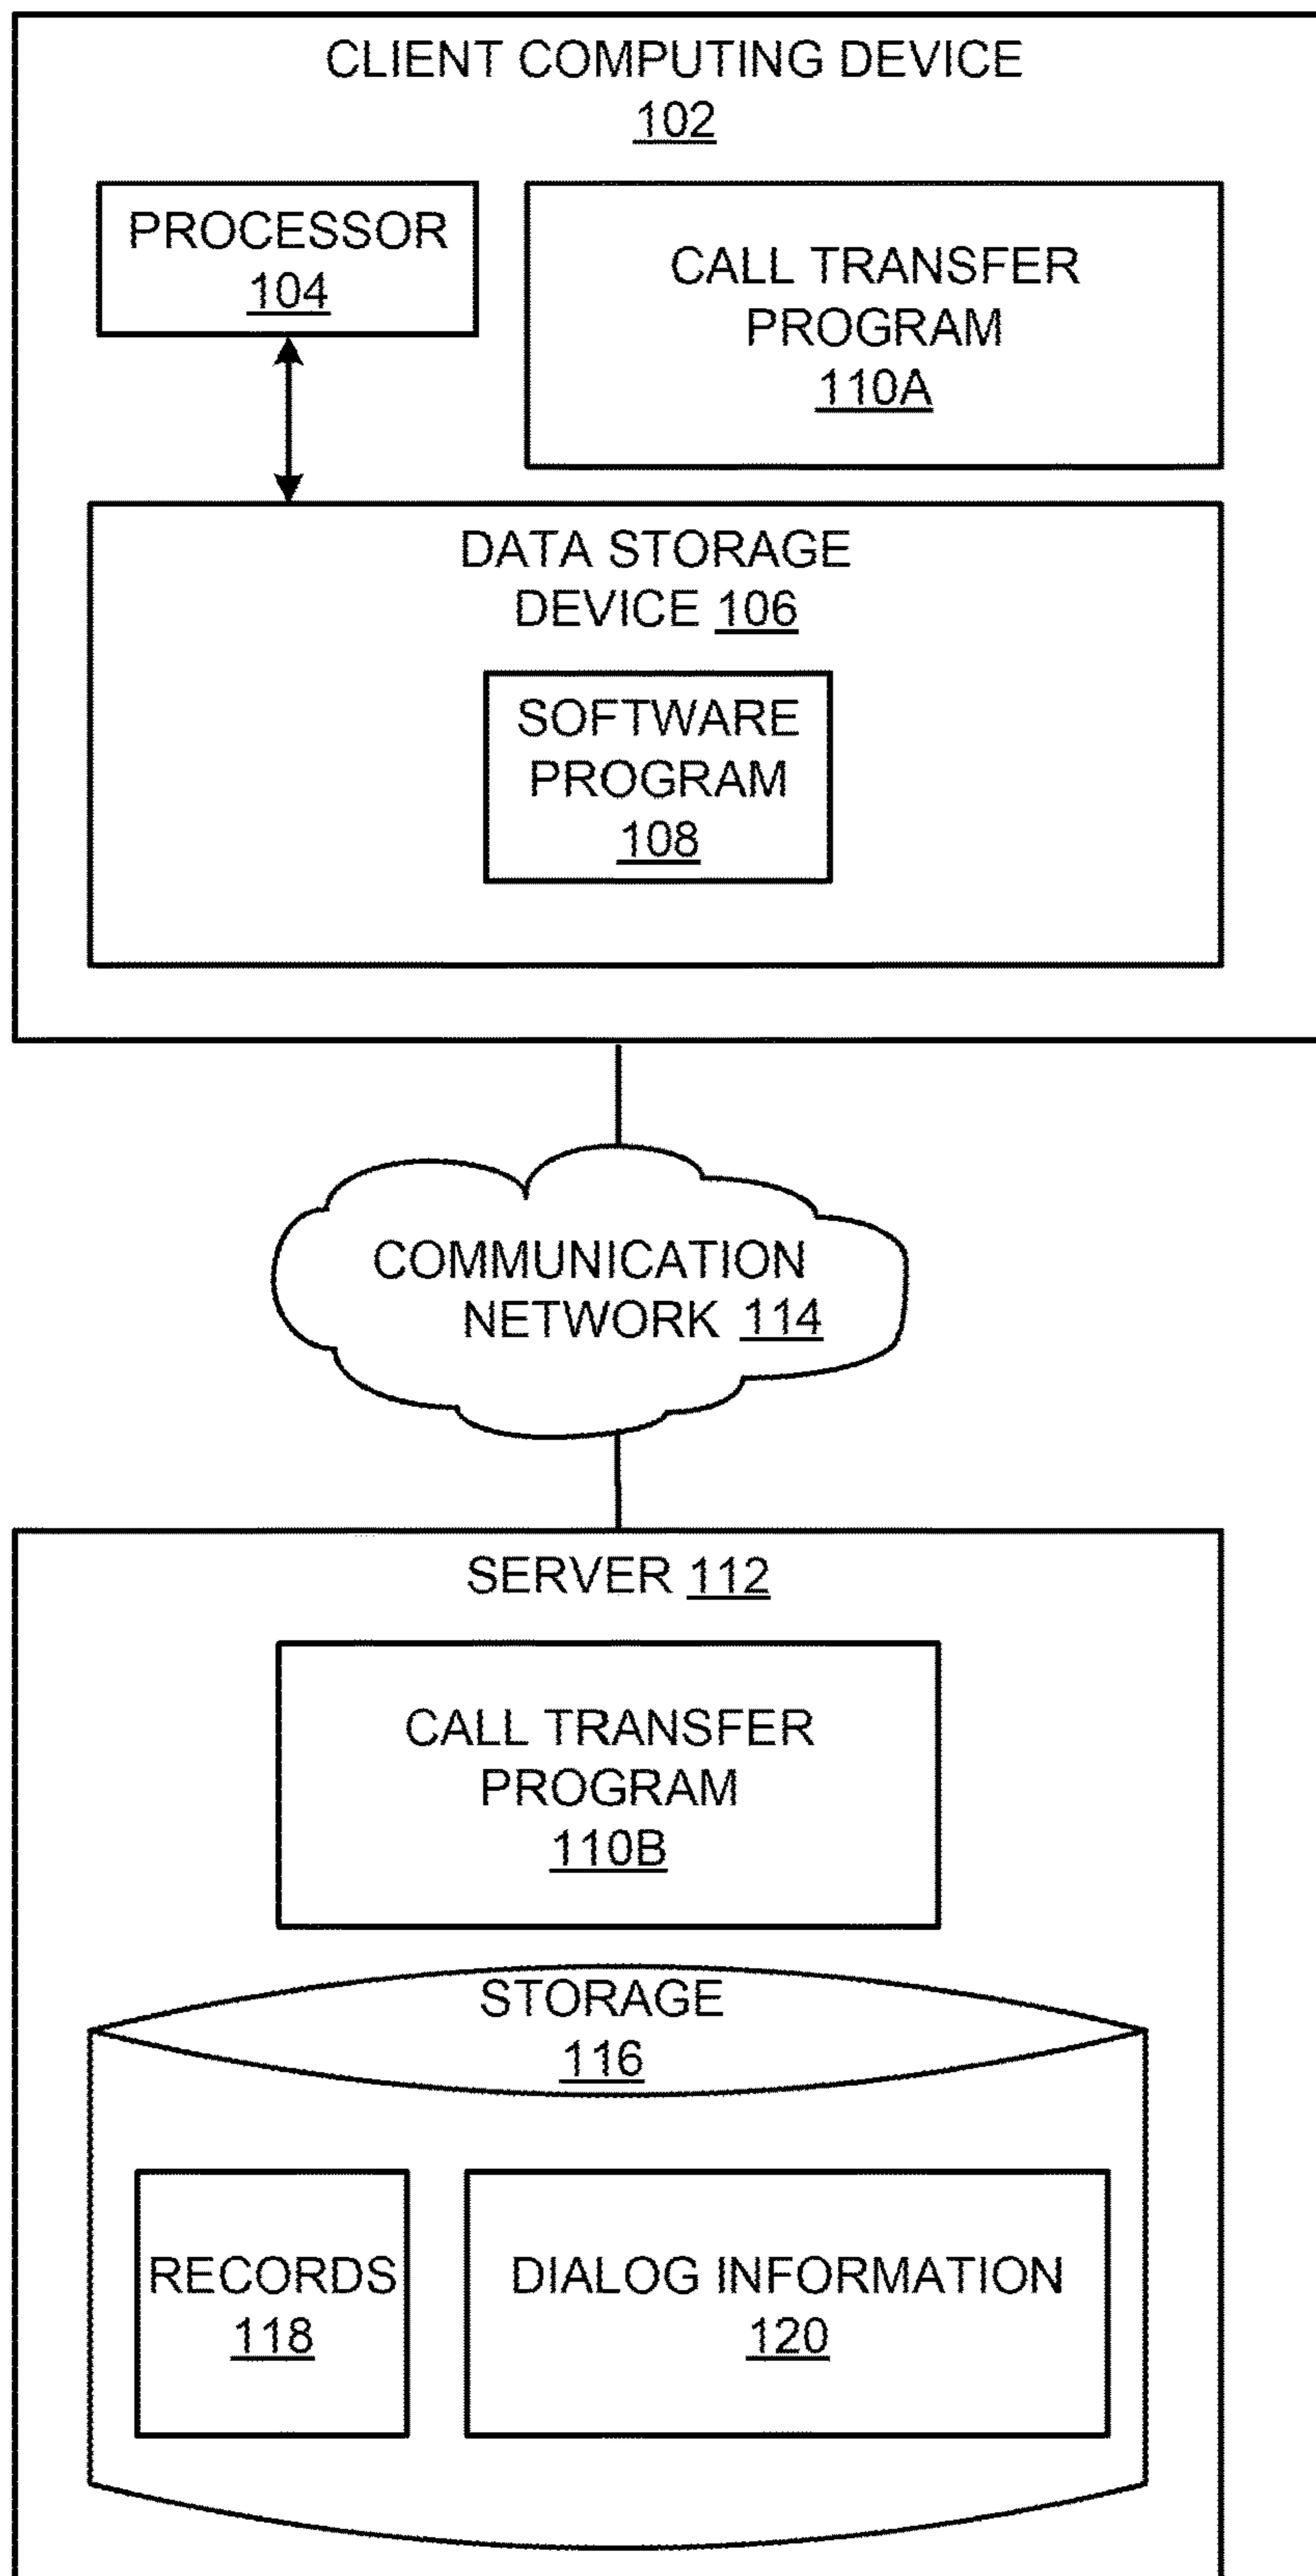 CLIENT COMPUTING DEVICE
102
PROCESSOR
104
CALL TRANSFER
PROGRAM
110A
DATA STORAGE
DEVICE 106
SOFTWARE
PROGRAM
108
COMMUNICATION
NETWORK 114
SERVER 112
CALL TRANSFER
PROGRAM
110B
STORAGE
116
RECORDS
118
DIALOG INFORMATION
120